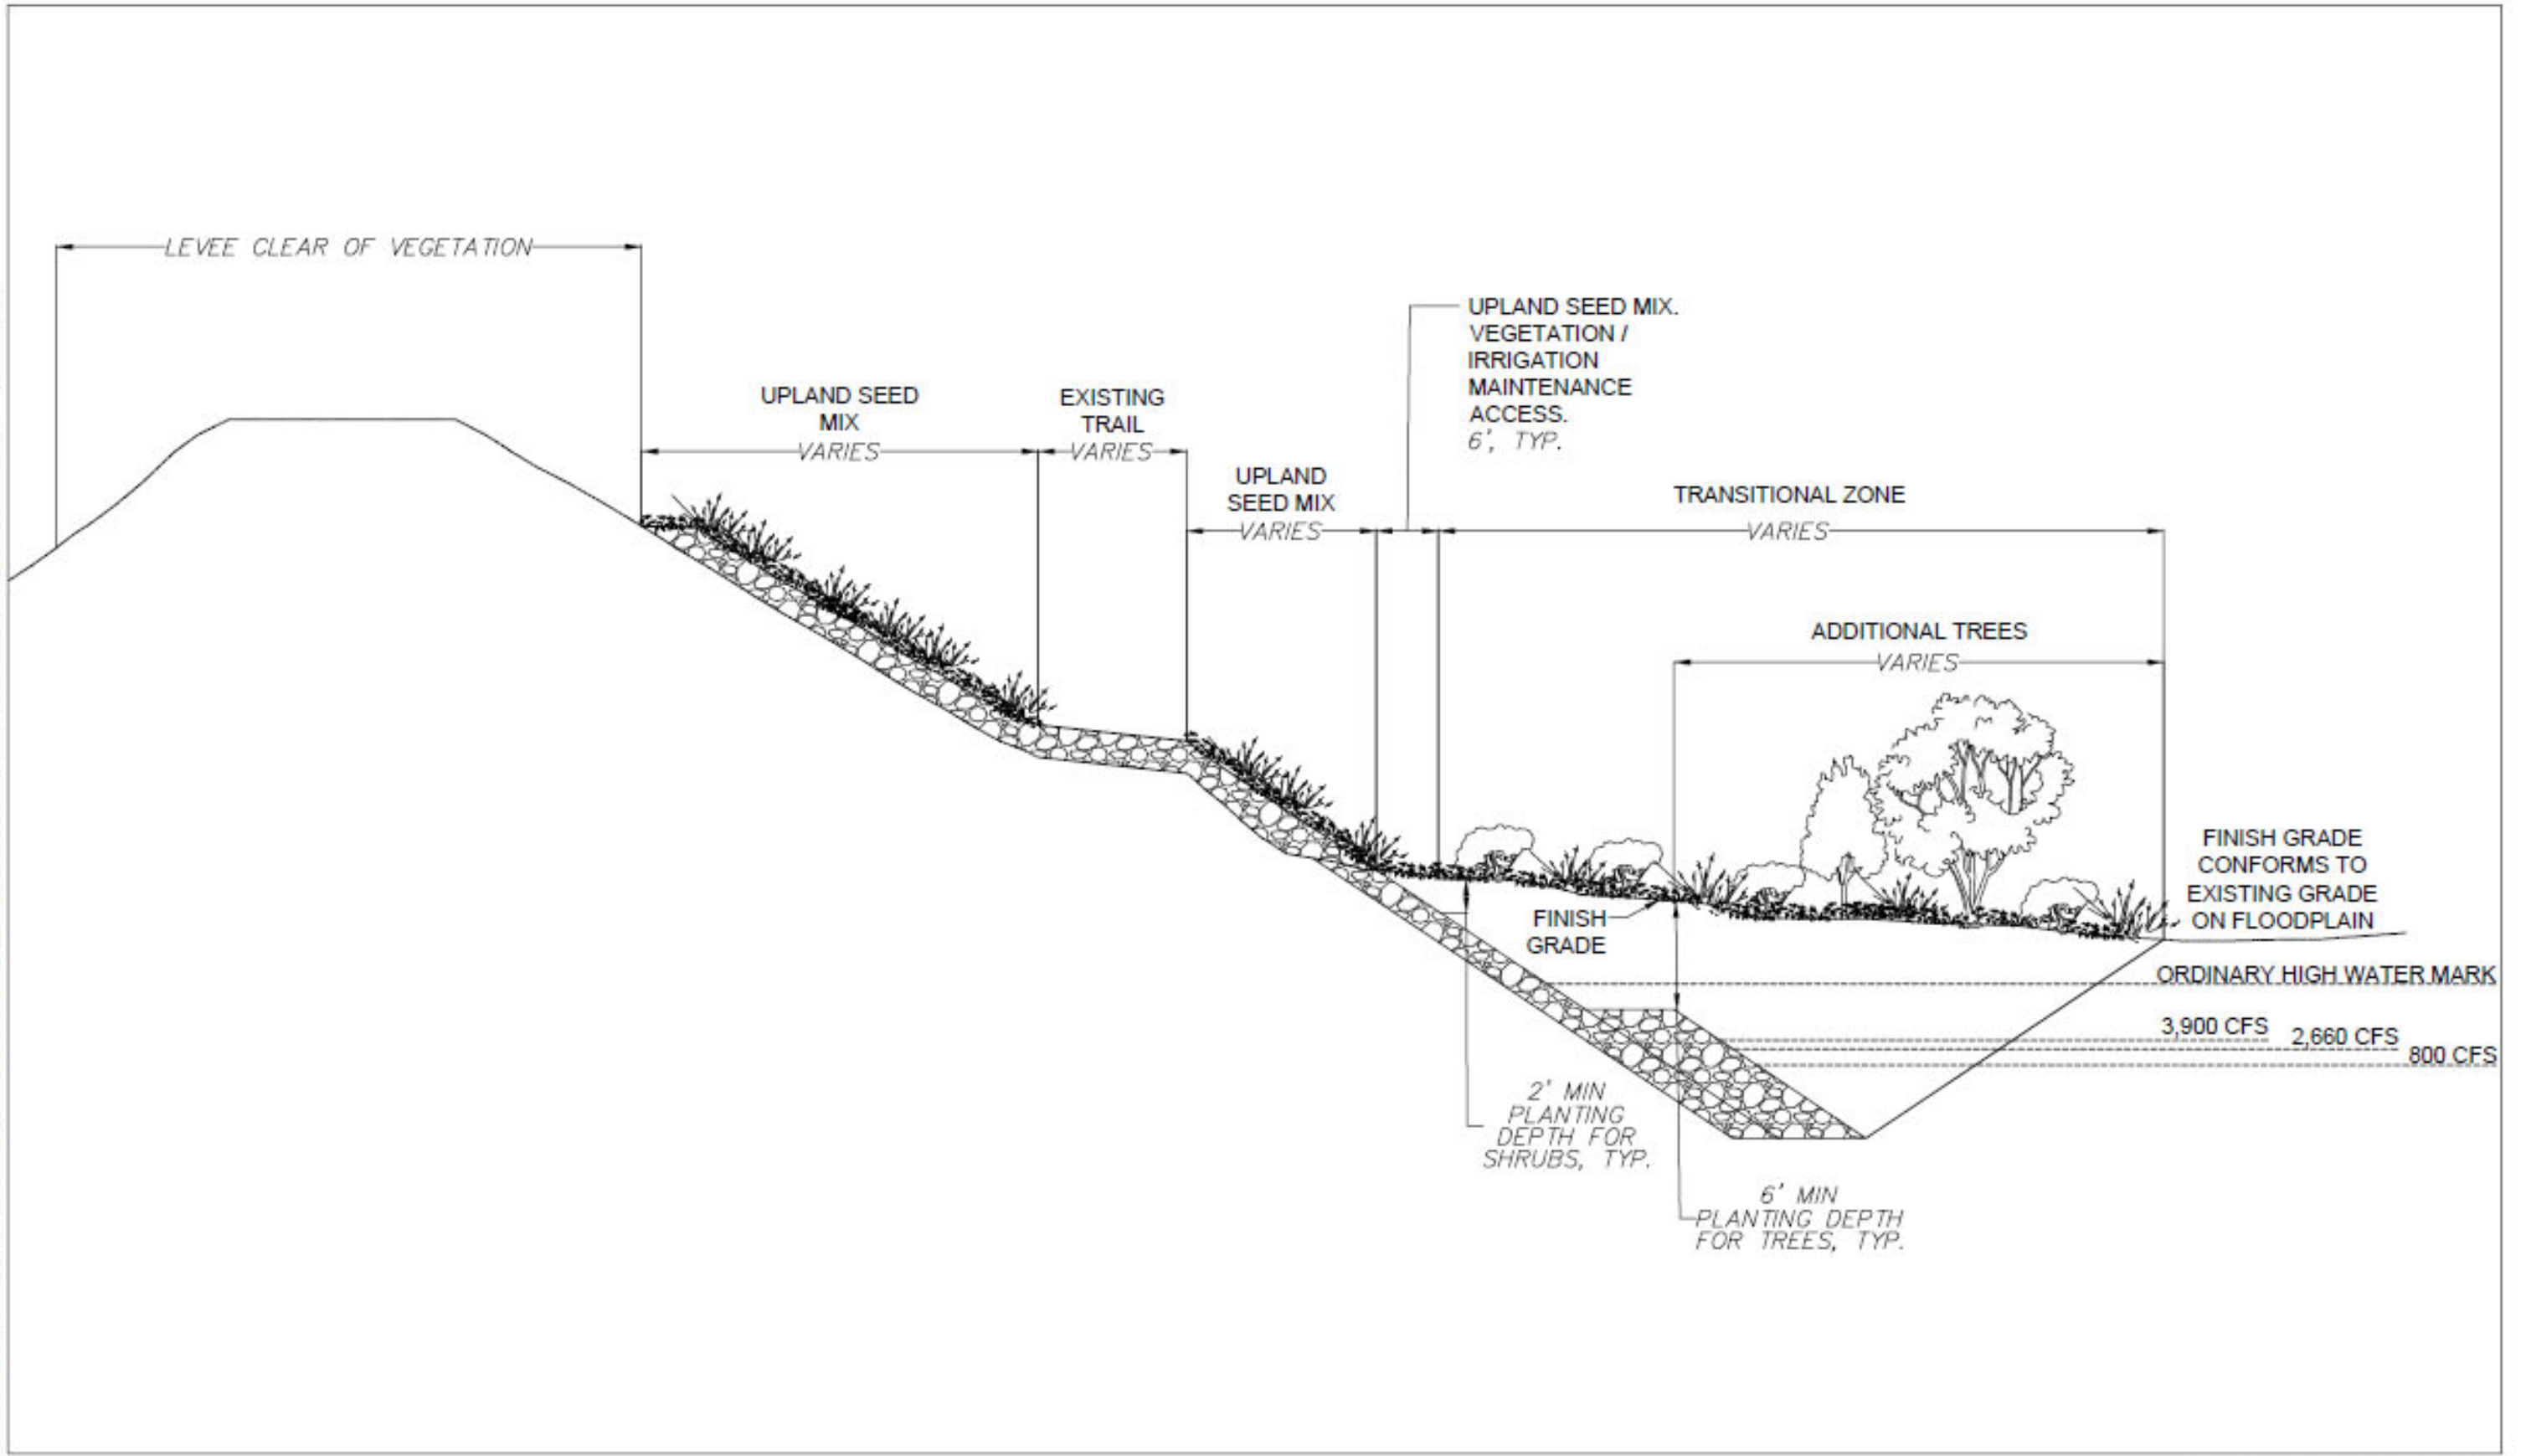 LEVEE CLEAR OF VEGETATION
UPLAND SEED
MIX
VARIES
EXISTING
TRAIL
VARIES
UPLAND SEED MIX.
VEGETATION /
IRRIGATION
MAINTENANCE
ACCESS.
6', TYP.
UPLAND
SEED MIX
VARIES
TRANSITIONAL ZONE
VARIES
ADDITIONAL TREES
VARIES
FINISH GRADE
CONFORMS TO
EXISTING GRADE
ON FLOODPLAIN
FINISH
GRADE
ORDINARY HIGH WATER MARK
3,900 CFS
2,660 CFS
800 CFS
2' MIN
PLANTING
DEPTH FOR
SHRUBS, TYP.
6' MIN
PLANTING DEPTH
FOR TREES, TYP.